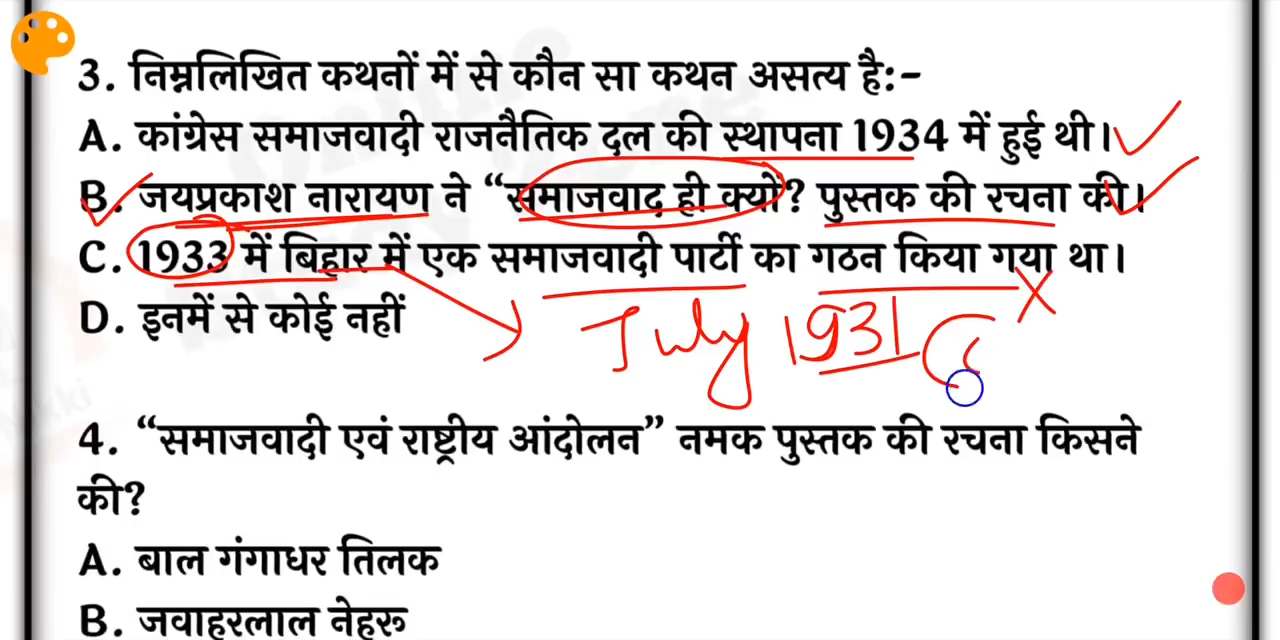 3. निम्नलिखित कथनों में से कौन सा कथन असत्य है:-
A. कांग्रेस समाजवादी राजनैतिक दल की स्थापना 1934 में हुई थी।
B. जयप्रकाश नारायण ने “समाजवाद ही क्यो? पुस्तक की रचना की।
C. 1933 में बिहार में एक समाजवादी पार्टी का गठन किया गया था।
D. इनमें से कोई नहीं
July 1931
4. “समाजवादी एवं राष्ट्रीय आंदोलन” नमक पुस्तक की रचना किसने
की?
A. बाल गंगाधर तिलक
B. जवाहरलाल नेहरू